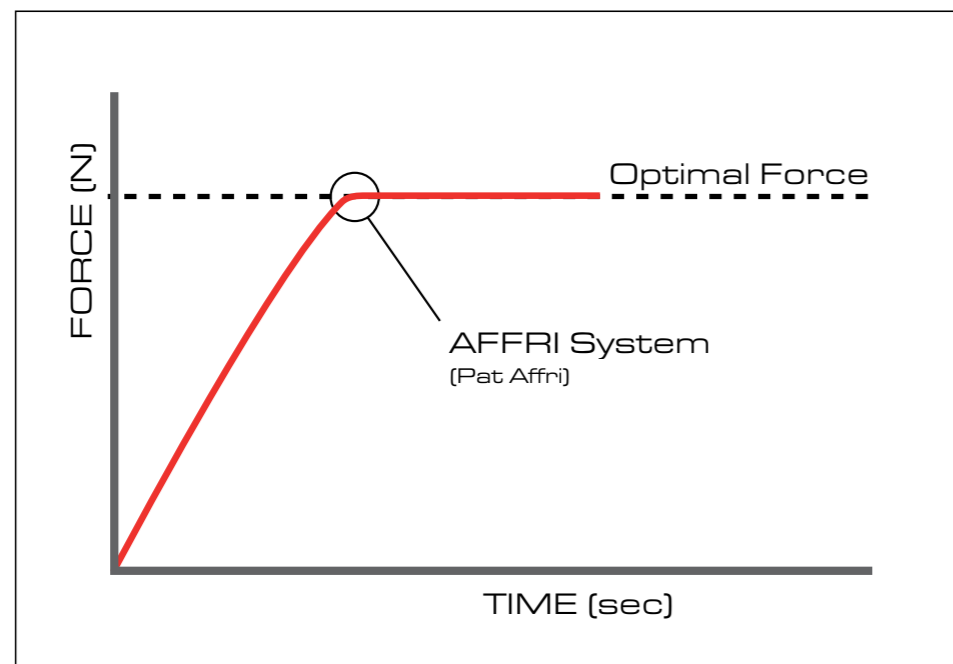 Optimal Force
FORCE (N)
AFFRI System
(Pat Affri)
TIME (sec)